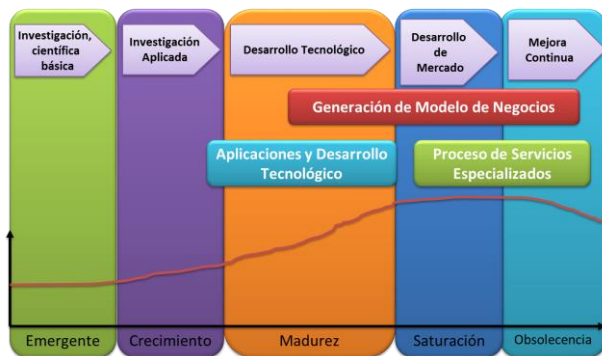 Investigación,
científica
básica
Investigación
Aplicada
Desarrollo Tecnológico
Desarrollo
de
Mercado
Mejora
Continua
Generación de Modelo de Negocios
Aplicaciones y Desarrollo
Tecnológico
Proceso de Servicios
Especializados
Emergente
Crecimiento
Madurez
Saturación
Obsolecencia